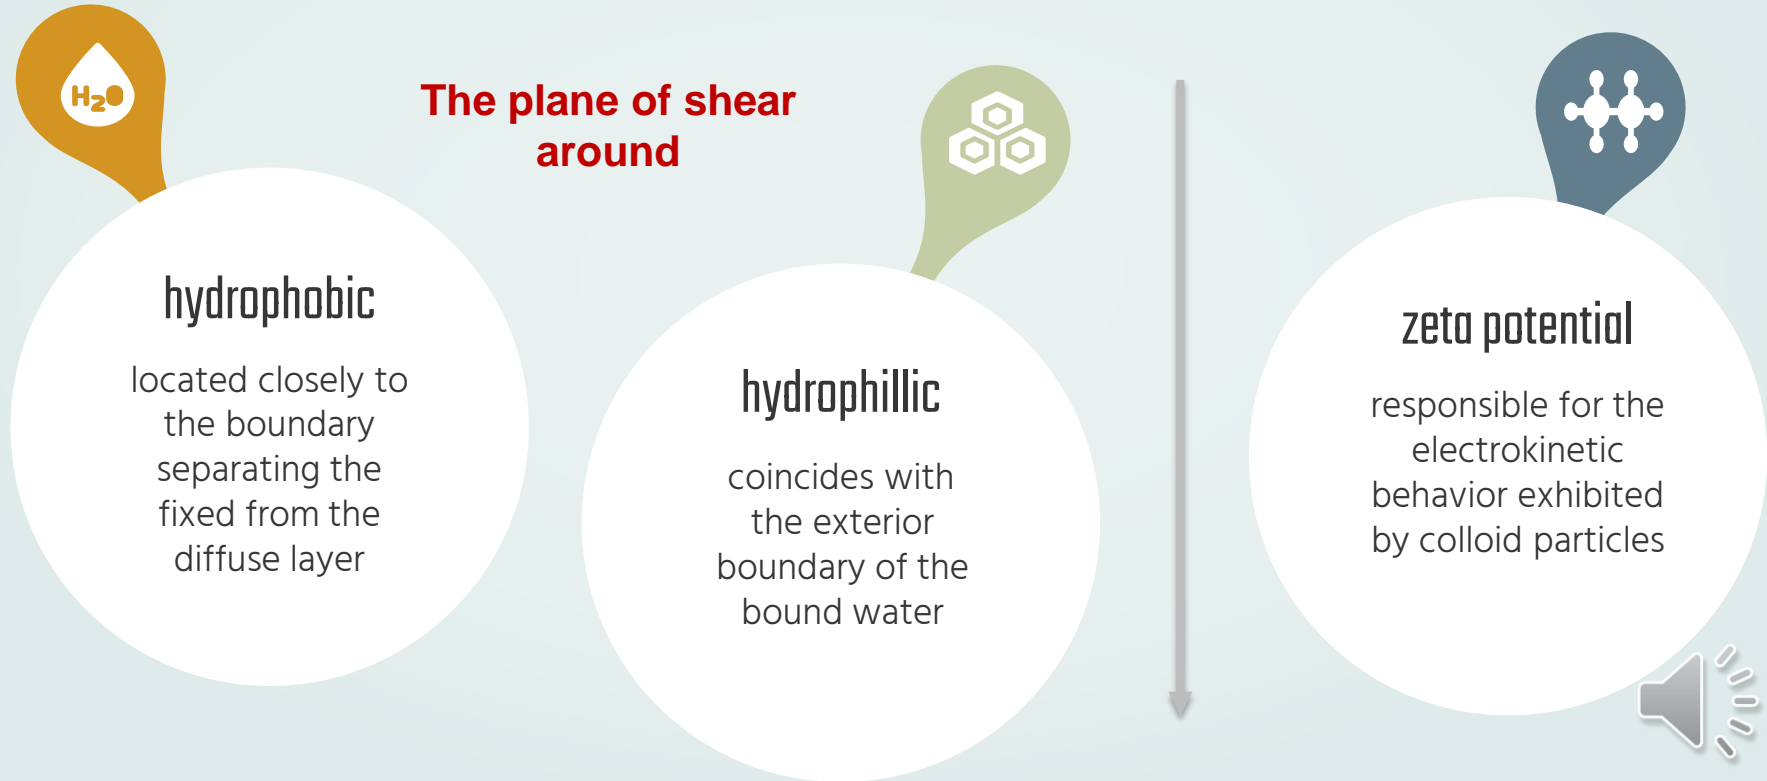 H2O
The plane of shear
around
hydrophobic
located closely to
the boundary
separating the
fixed from the
diffuse layer
hydrophillic
coincides with
the exterior
boundary of the
bound water
zeta potential
responsible for the
electrokinetic
behavior exhibited
by colloid particles